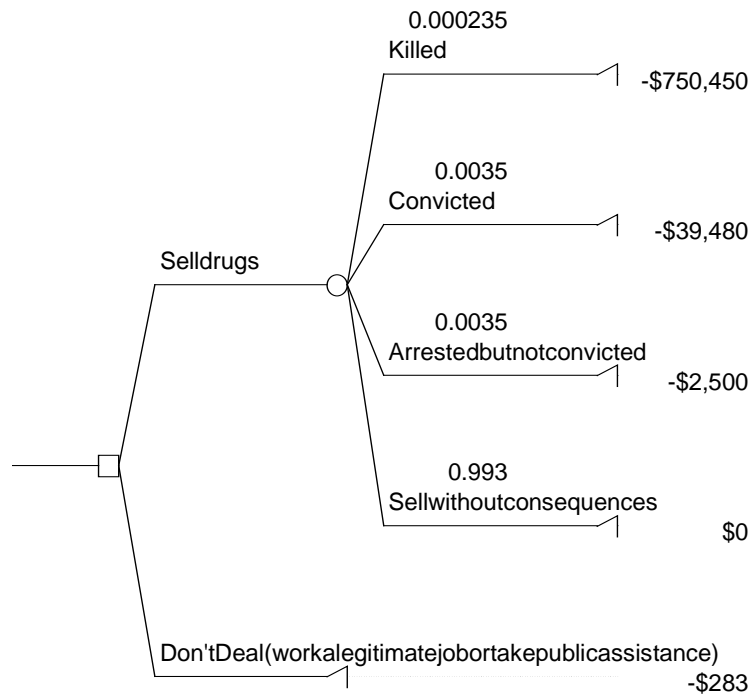 0.000235
Killed
-$750,450
0.0035
Convicted
-$39,480
Selldrugs
0.0035
Arrestedbutnotconvicted
-$2,500
0.993
Sellwithoutconsequences
$0
Don'tDeal(workalegitimatejobortakepublicassistance)
-$283